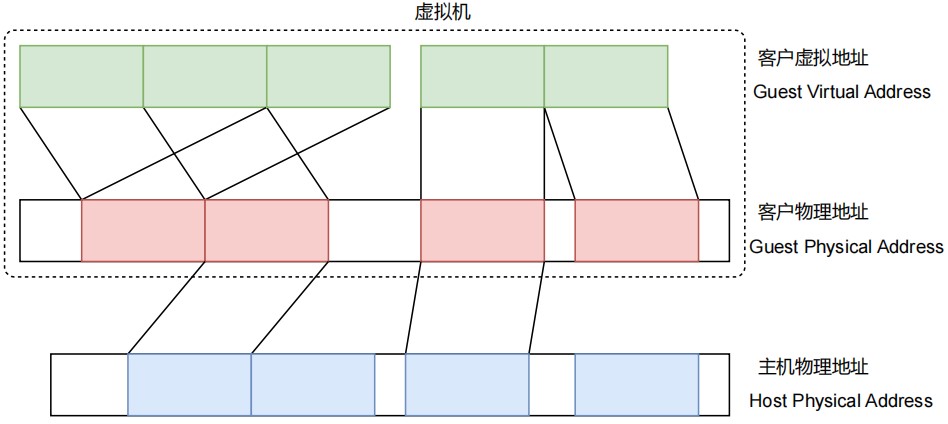 虚拟机
客户虚拟地址
Guest Virtual Address
客户物理地址
Guest Physical Address
主机物理地址
Host Physical Address